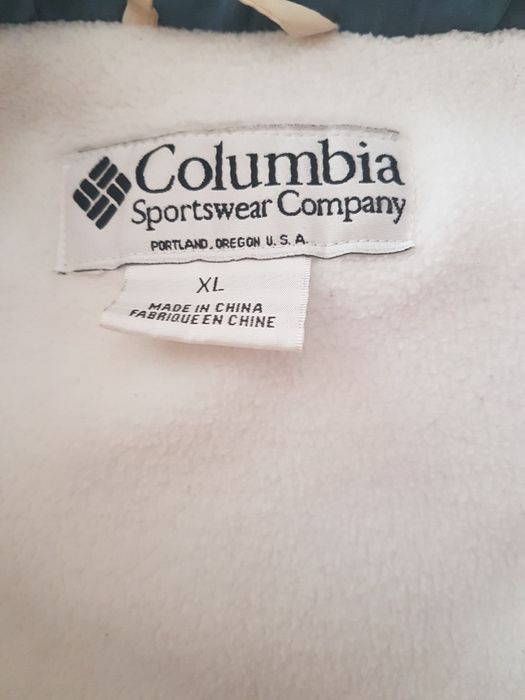 Columbia
Sportswear Company
PORTLAND, OREGON U.S.A.
XL
MADE IN CHINA
FABRIQUE EN CHINE